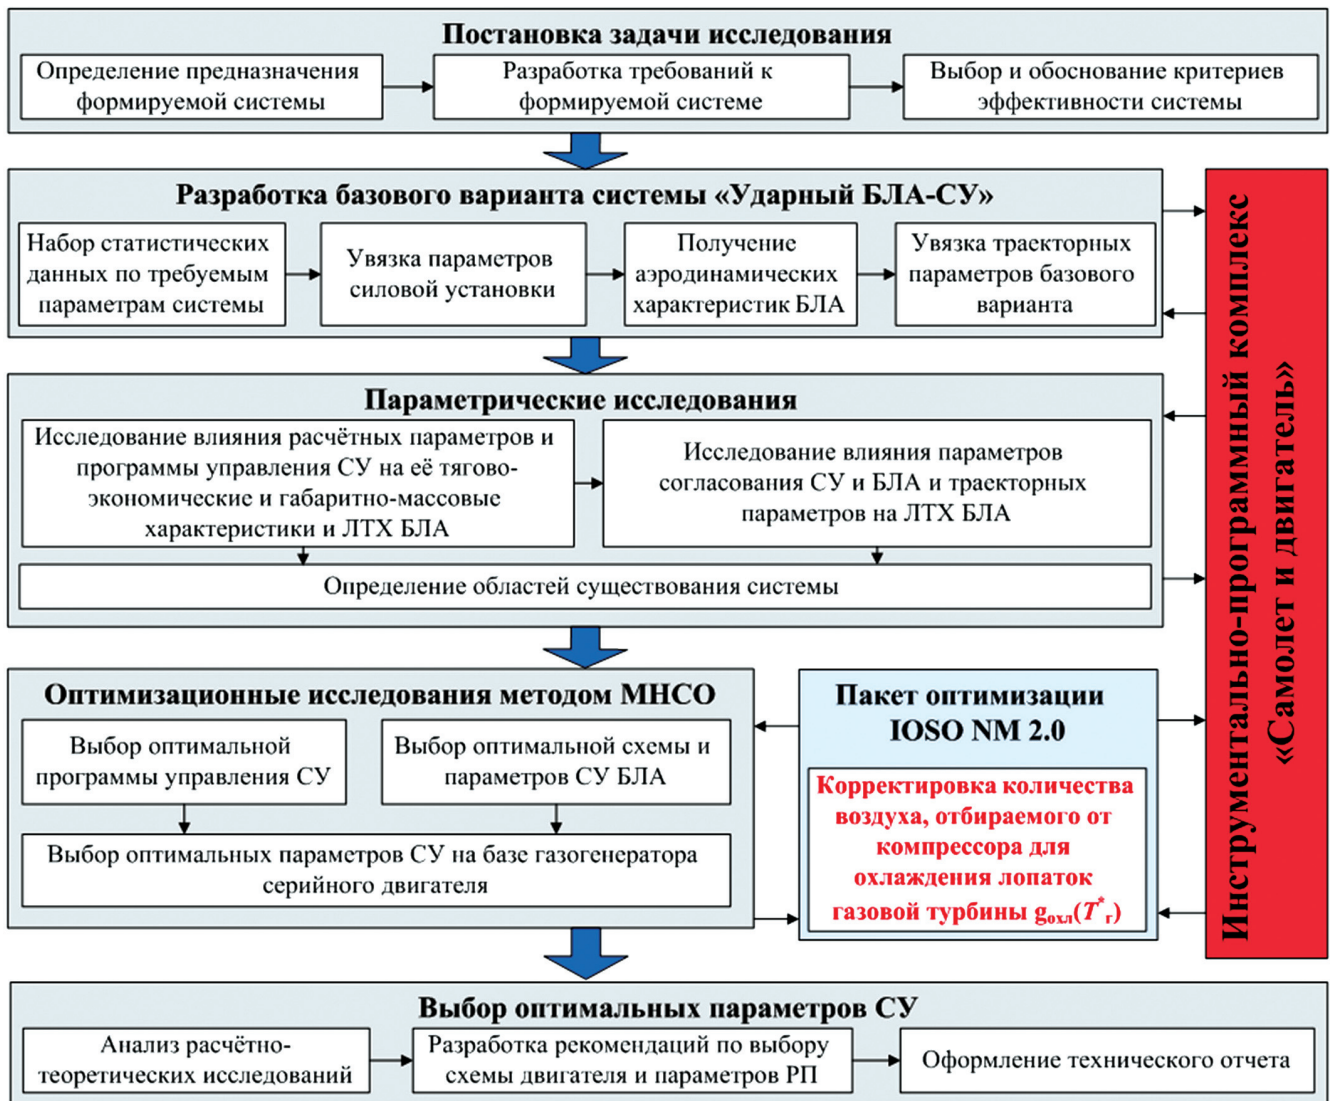 Постановка задачи исследования
Определение предназначения
формируемой системы
Разработка требований к
формируемой системе
Выбор и обоснование критериев
эффективности системы
Разработка базового варианта системы «Ударный БЛА-СУ»
Набор статистических
данных по требуемым
параметрам системы
Увязка параметров
силовой установки
Получение
аэродинамических
характеристик БЛА
Увязка траекторных
параметров базового
варианта
Параметрические исследования
Исследование влияния расчётных параметров и
программы управления СУ на её тягово-
экономические и габаритно-массовые
характеристики и ЛТХ БЛА
Исследование влияния параметров
согласования СУ и БЛА и траекторных
параметров на ЛТХ БЛА
Определение областей существования системы
Оптимизационные исследования методом МНСО
Выбор оптимальной
программы управления СУ
Выбор оптимальной схемы и
параметров СУ БЛА
Выбор оптимальных параметров СУ на базе газогенератора
серийного двигателя
Пакет оптимизации
IOSO NM 2.0
Корректировка количества
воздуха, отбираемого от
компрессора для
охлаждения лопаток
газовой турбины gохл(T*г)
Инструментально-программный комплекс
«Самолет и двигатель»
Выбор оптимальных параметров СУ
Анализ расчётно-
теоретических исследований
Разработка рекомендаций по выбору
схемы двигателя и параметров РП
Оформление технического отчета